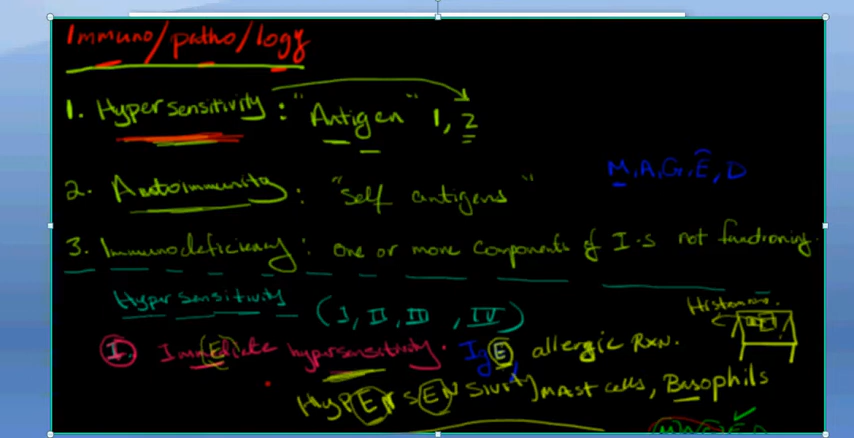 Immuno/patho/logy
1. Hypersensitivity : "Antigen" 1, 2
M, A, G, E, D
2. Autoimmunity : "self antigens"
3. Immunodeficiency : One or more components of I.S not functioning.
Hypersensitivity (I, II, III, IV)
Histamine
I. Immediate hypersensitivity. IgE allergic RXN.
HypERsENsivity mast cells, Basophils